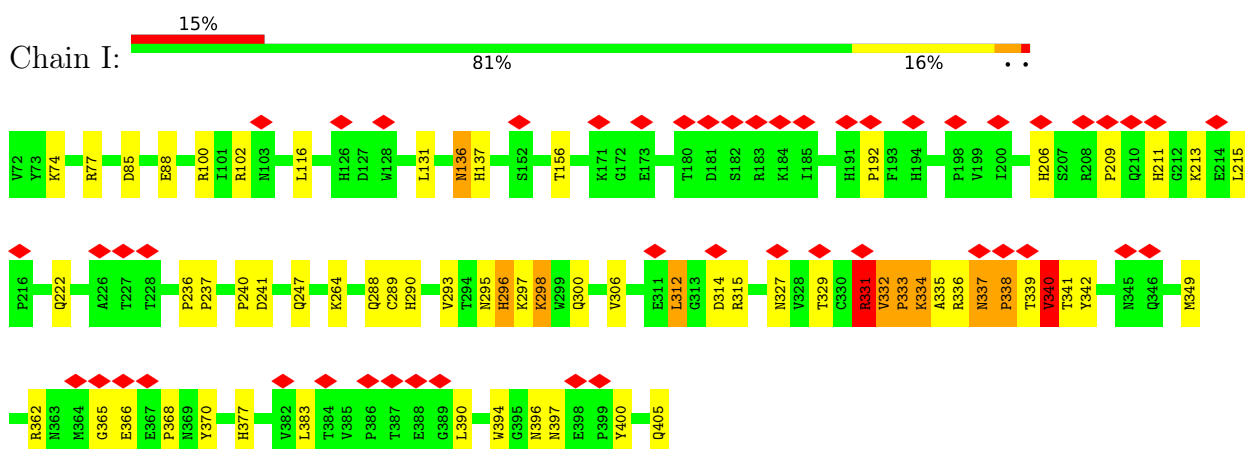 15%
Chain I:
81% 16% • •
V72 Y73 K74 R77 D85 E88 R100 I101 R102 N103 L116 H126 D127 W128 L131 N136 H137 S152 T156 K171 G172 E173 T180 D181 S182 R183 K184 I185 H191 P192 F193 H194 P198 V199 I200 H206 S207 R208 P209 Q210 H211 G212 K213 E214 L215
P216 Q222 A226 T227 T228 P236 P237 P240 D241 Q247 K264 Q288 C289 H290 V293 T294 N295 H296 K297 K298 W299 Q300 V306 E311 L312 G313 D314 R315 N327 V328 T329 C330 R331 V332 P333 K334 A335 R336 N337 P338 T339 V340 T341 Y342 N345 Q346 M349
R362 N363 M364 G365 E366 E367 P368 N369 Y370 H377 V382 L383 T384 V385 P386 T387 E388 G389 L390 W394 G395 N396 N397 E398 P399 Y400 Q405